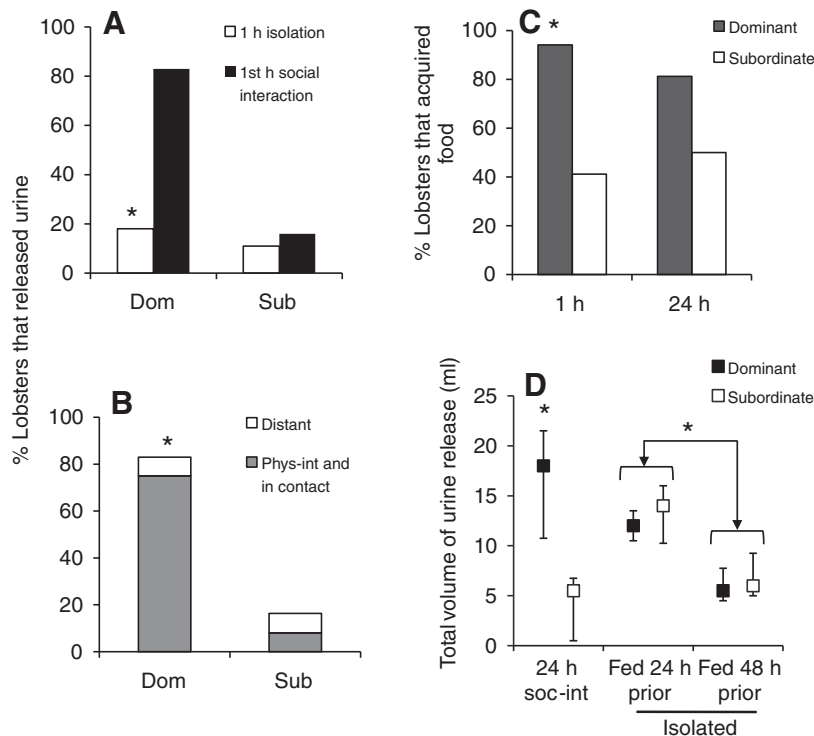 % Lobsters that released urine
A
1 h isolation
1st h social
interaction
100
80
60
40
20
0
*
Dom Sub
B
Distant
Phys-int and
in contact
100
80
60
40
20
0
*
Dom Sub
C
Dominant
Subordinate
% Lobsters that acquired
food
100
80
60
40
20
0
*
1 h 24 h
D
Dominant
Subordinate
Total volume of urine release (ml)
25
20
15
10
5
0
*
*
24 h Fed 24 h Fed 48 h
soc-int prior prior
Isolated